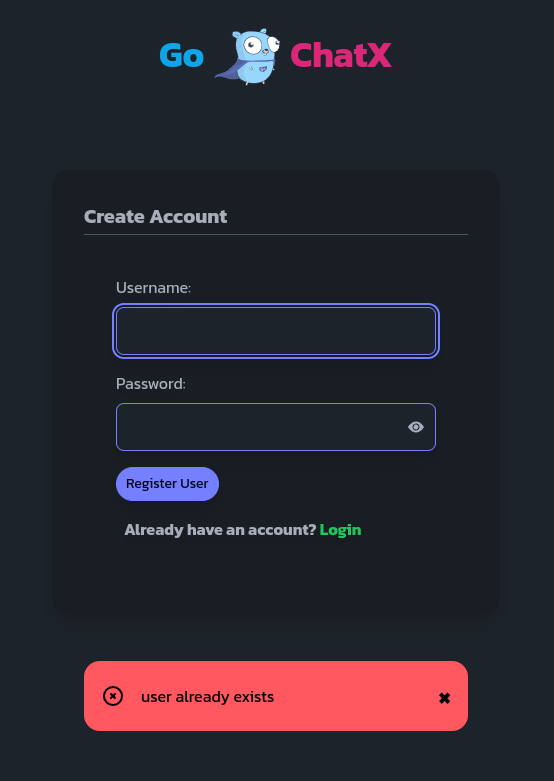 Go ChatX
Create Account
Username:
Password:
Register User
Already have an account? Login
user already exists